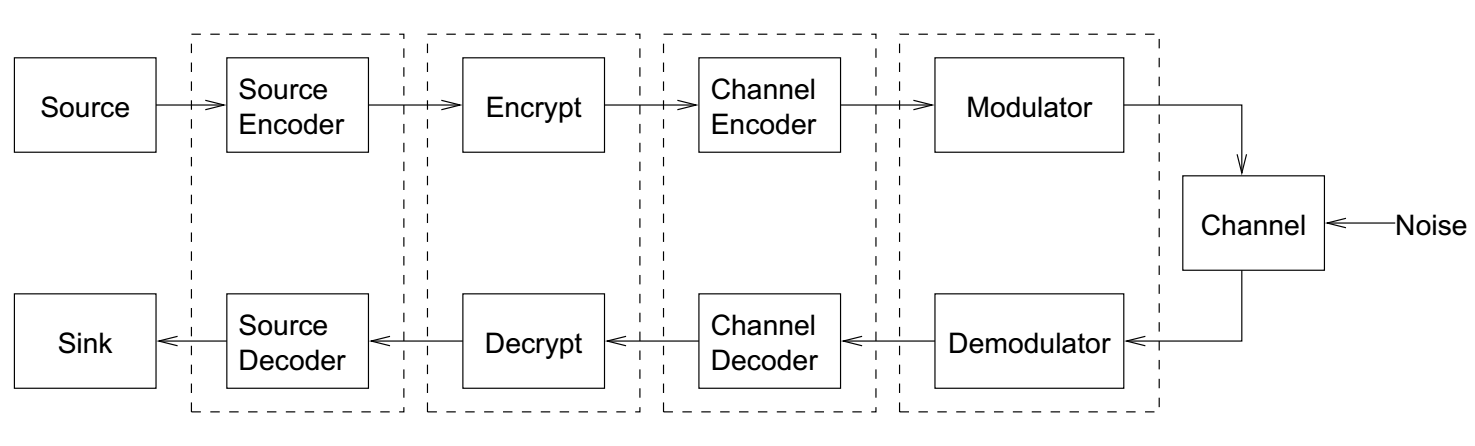 Source
Source
Encoder
Encrypt
Channel
Encoder
Modulator
Channel
Noise
Sink
Source
Decoder
Decrypt
Channel
Decoder
Demodulator